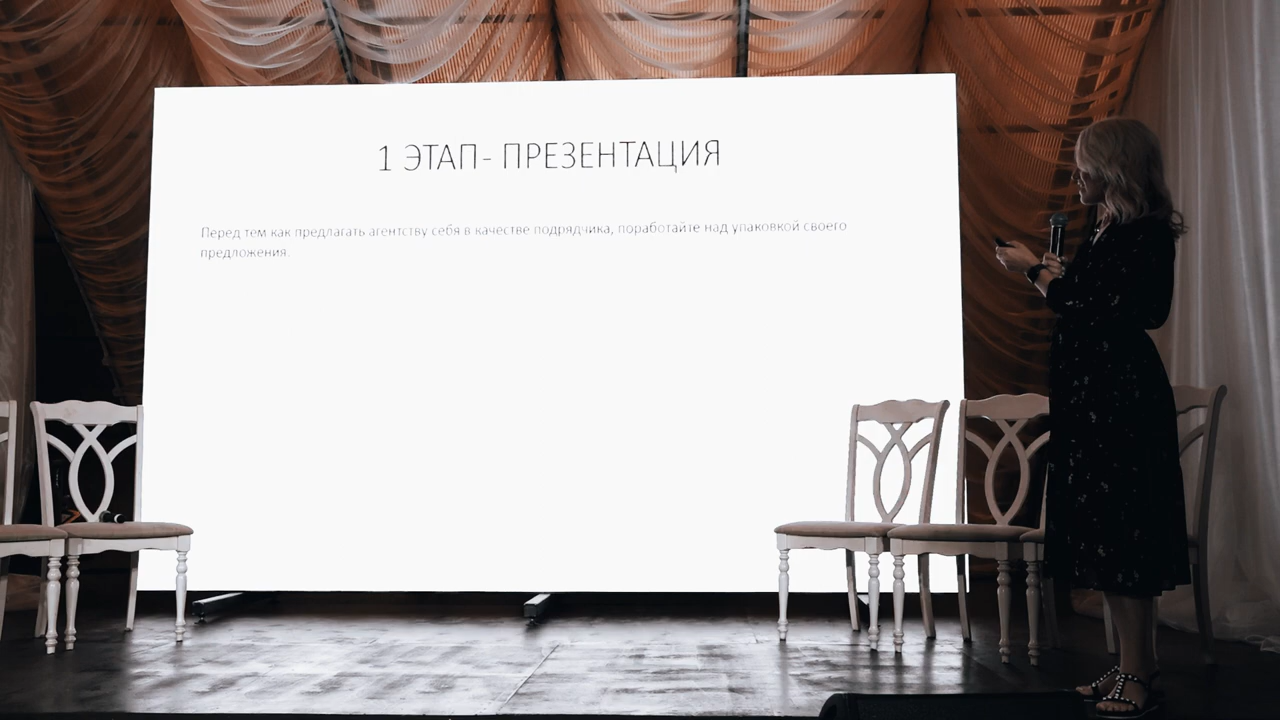 1 ЭТАП- ПРЕЗЕНТАЦИЯ
Перед тем как предлагать агентству себя в качестве подрядчика, поработайте над упаковкой своего
предложения.